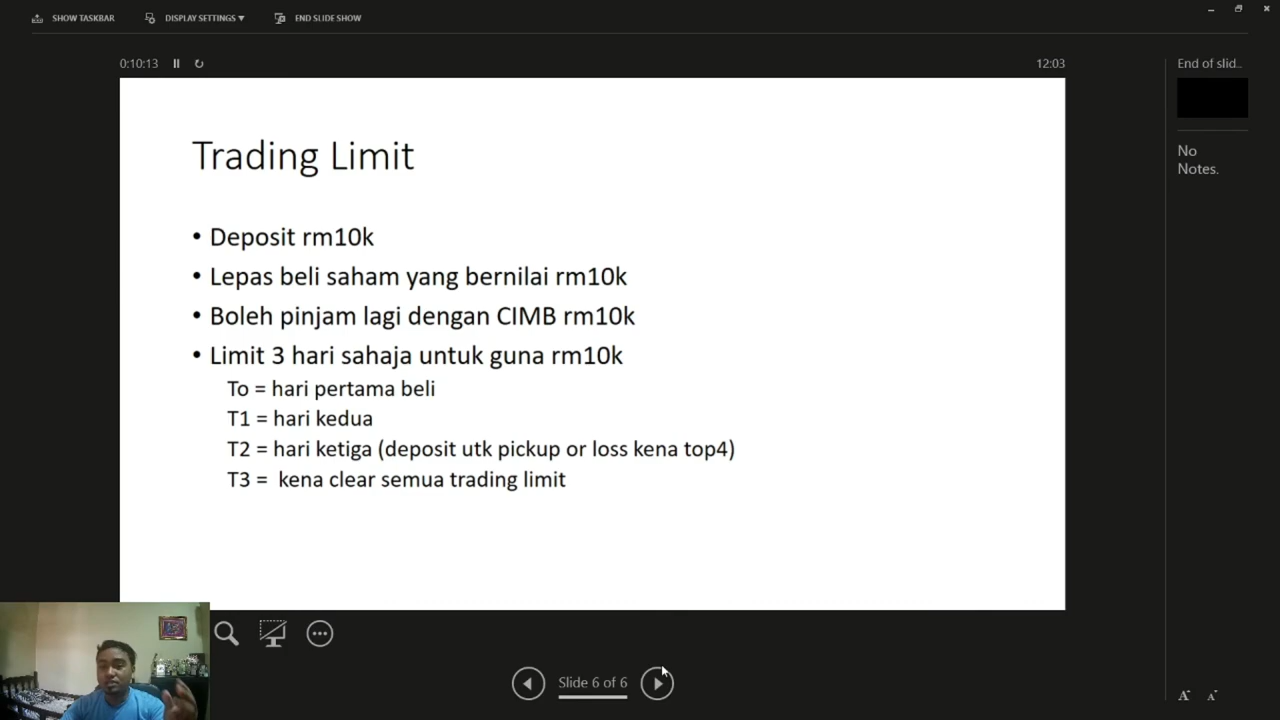 SHOW TASKBAR
DISPLAY SETTINGS ▼
END SLIDE SHOW
0:10:13
12:03
Trading Limit
• Deposit rm10k
• Lepas beli saham yang bernilai rm10k
• Boleh pinjam lagi dengan CIMB rm10k
• Limit 3 hari sahaja untuk guna rm10k
To = hari pertama beli
T1 = hari kedua
T2 = hari ketiga (deposit utk pickup or loss kena top4)
T3 = kena clear semua trading limit
Slide 6 of 6
End of slid..
No
Notes.
A A